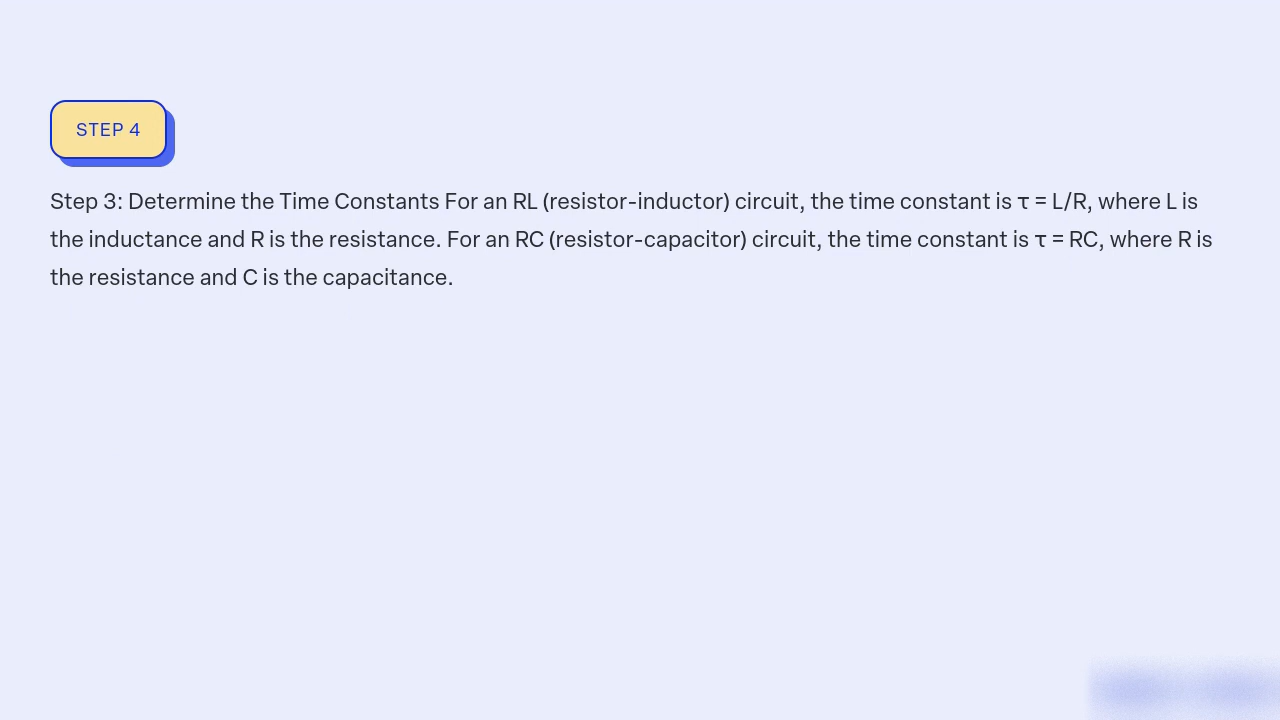 STEP 4
Step 3: Determine the Time Constants For an RL (resistor-inductor) circuit, the time constant is τ = L/R, where L is
the inductance and R is the resistance. For an RC (resistor-capacitor) circuit, the time constant is τ = RC, where R is
the resistance and C is the capacitance.